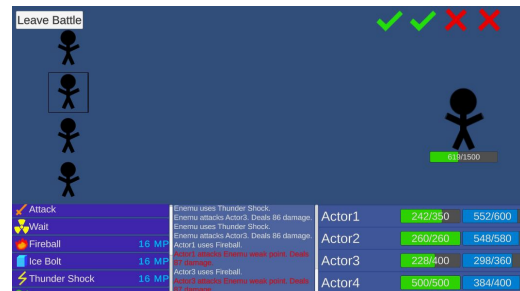 Leave Battle
619/1500
Attack
Wait
Fireball 16 MP
Ice Bolt 16 MP
Thunder Shock 16 MP
Enemu uses Thunder Shock.
Enemu attacks Actor3. Deals 86 damage.
Enemu uses Thunder Shock.
Enemu attacks Actor3. Deals 86 damage.
Actor1 uses Fireball.
Actor1 attacks Enemu weak point. Deals
67 damage.
Actor3 uses Fireball.
Actor3 attacks Enemu weak point. Deals
Actor1 242/350 552/600
Actor2 260/260 548/580
Actor3 228/400 298/360
Actor4 500/500 384/400